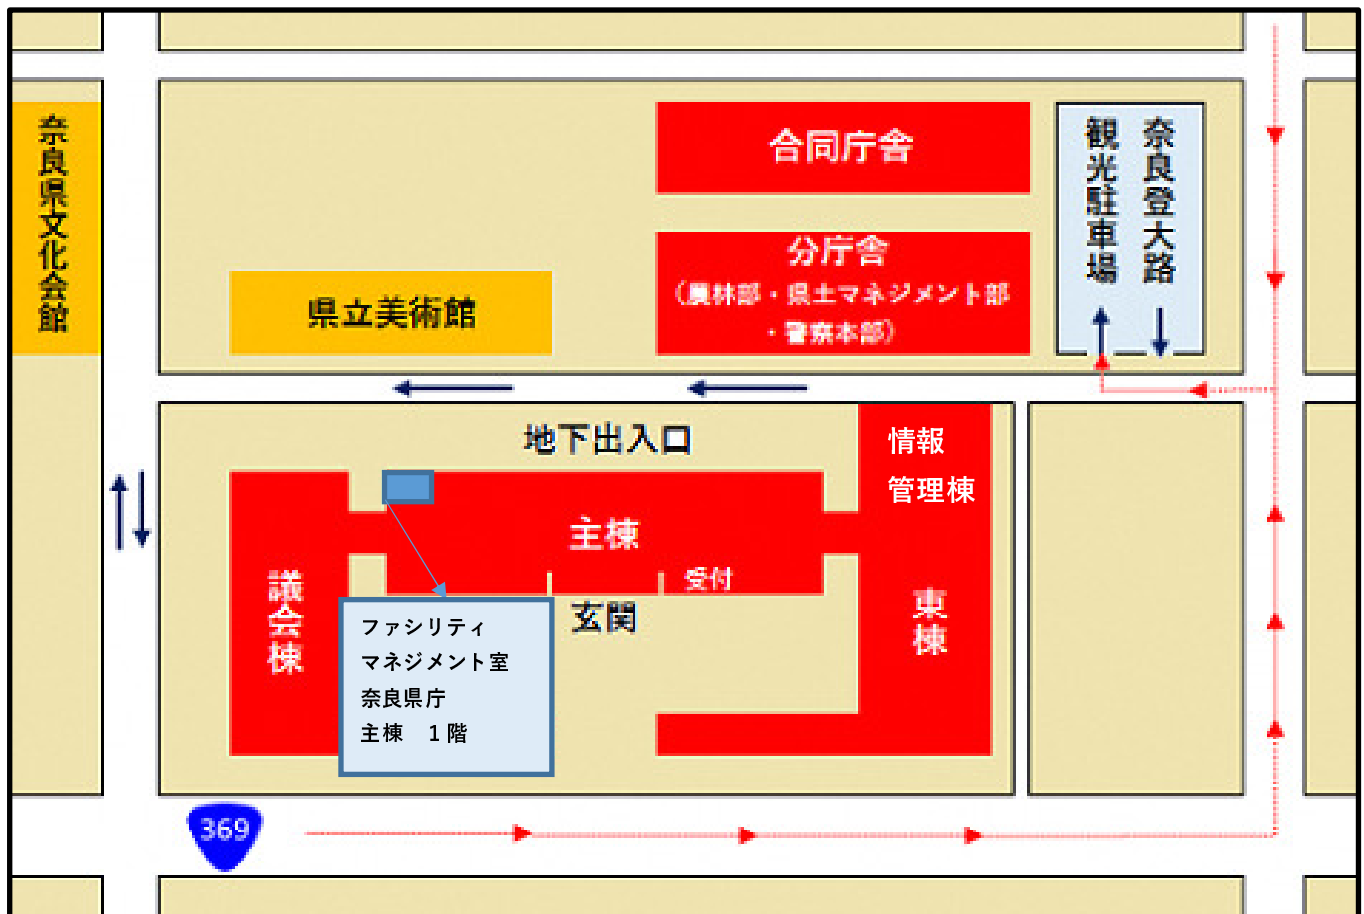 奈良県文化会館
合同庁舎
分庁舎
（農林部・県土マネジメント部
・警察本部）
奈良登大路
観光駐車場
県立美術館
地下出入口
情報
管理棟
主棟
受付
玄関
議会棟
東棟
ファシリティ
マネジメント室
奈良県庁
主棟　１階
369